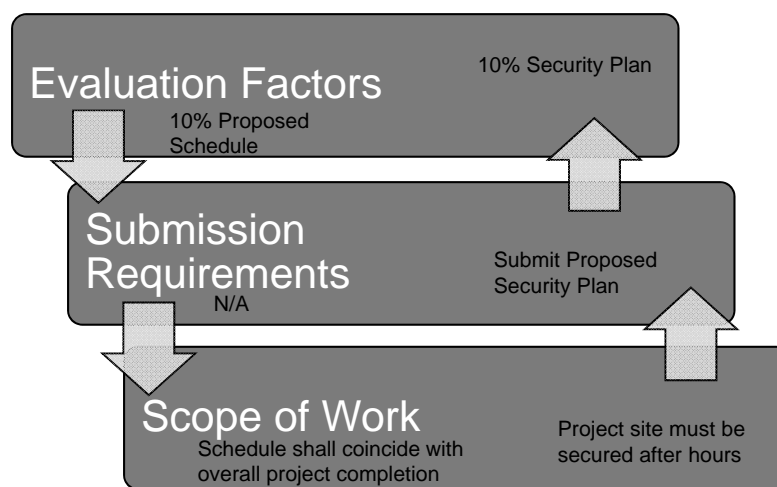 Evaluation Factors
10% Security Plan
10% Proposed
Schedule
Submission
Requirements
N/A
Submit Proposed
Security Plan
Scope of Work
Schedule shall coincide with
overall project completion
Project site must be
secured after hours